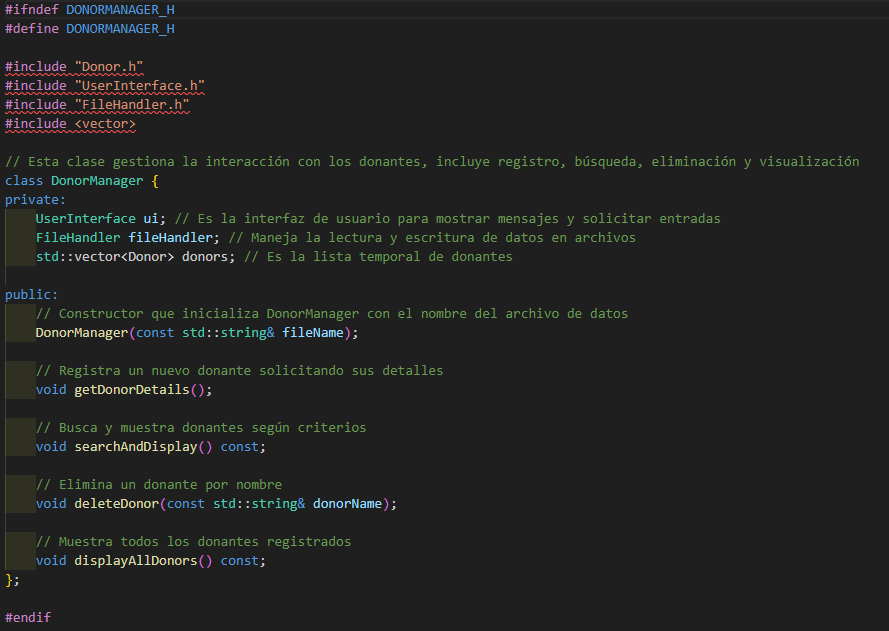 #ifndef DONORMANAGER_H
#define DONORMANAGER_H
#include "Donor.h"
#include "UserInterface.h"
#include "FileHandler.h"
#include <vector>
// Esta clase gestiona la interacción con los donantes, incluye registro, búsqueda, eliminación y visualización
class DonorManager {
private:
    UserInterface ui; // Es la interfaz de usuario para mostrar mensajes y solicitar entradas
    FileHandler fileHandler; // Maneja la lectura y escritura de datos en archivos
    std::vector<Donor> donors; // Es la lista temporal de donantes
public:
    // Constructor que inicializa DonorManager con el nombre del archivo de datos
    DonorManager(const std::string& fileName);
    // Registra un nuevo donante solicitando sus detalles
    void getDonorDetails();
    // Busca y muestra donantes según criterios
    void searchAndDisplay() const;
    // Elimina un donante por nombre
    void deleteDonor(const std::string& donorName);
    // Muestra todos los donantes registrados
    void displayAllDonors() const;
};
#endif